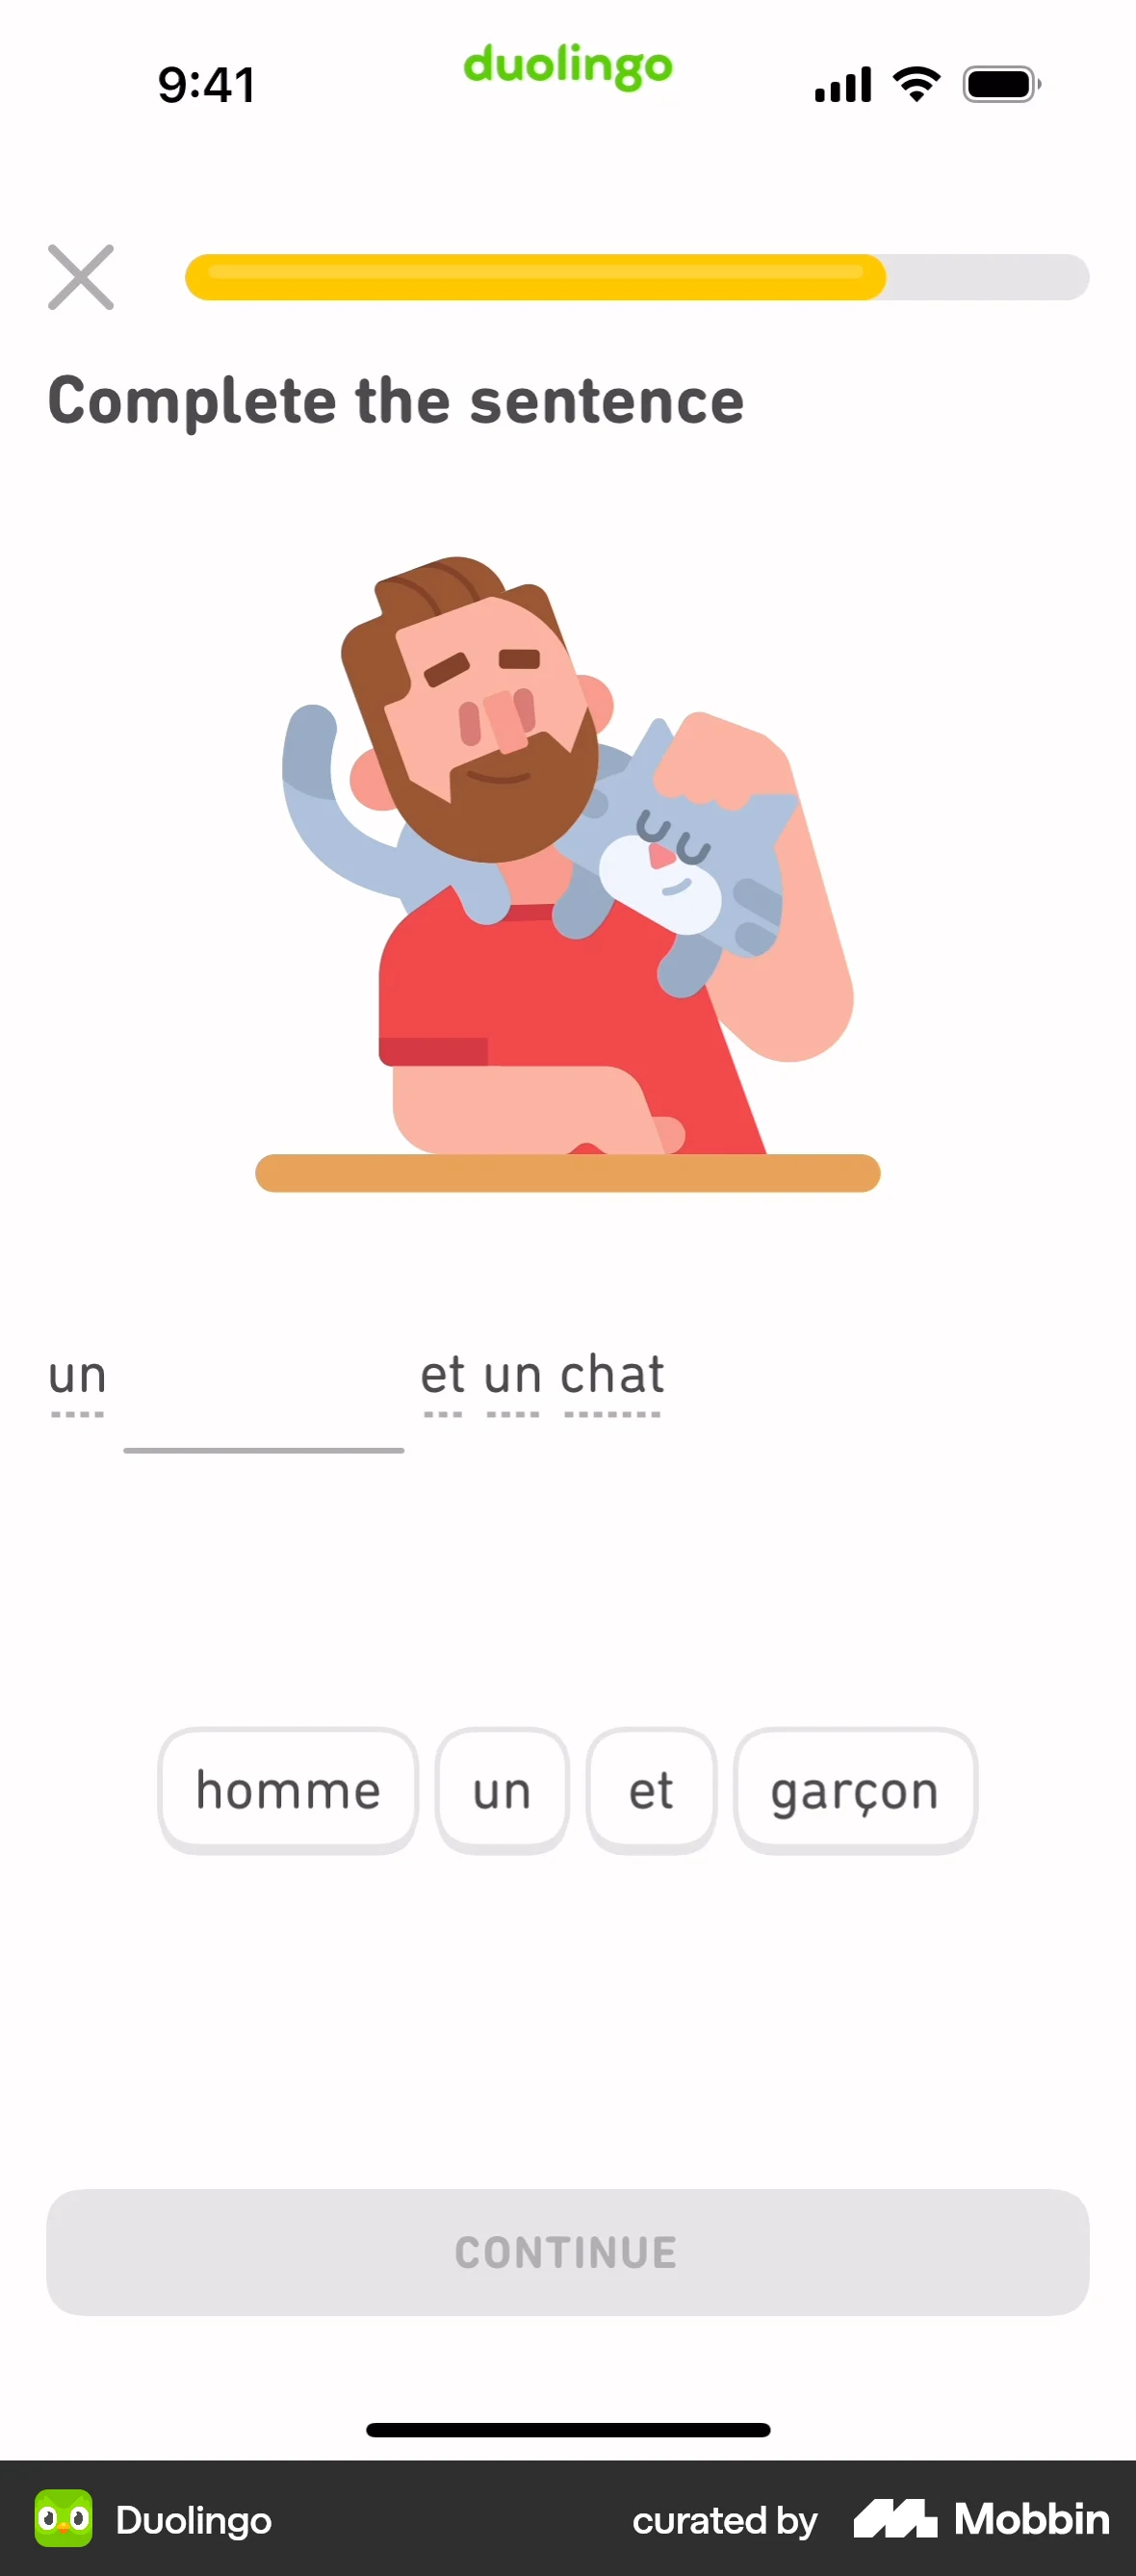 9:41 duolingo
Complete the sentence
un et un chat
homme un et garçon
CONTINUE
Duolingo curated by Mobbin